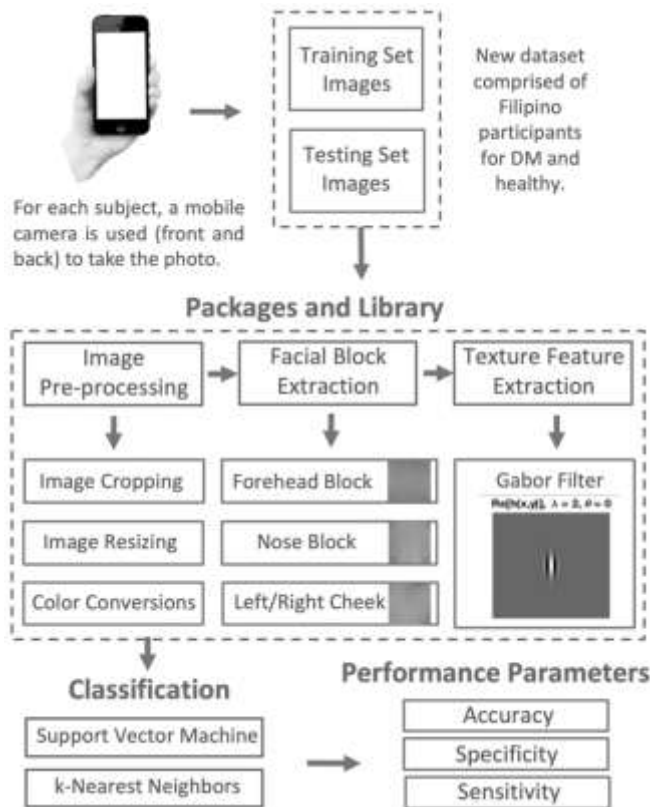 Training Set
Images
Testing Set
Images
New dataset
comprised of
Filipino
participants
for DM and
healthy.
For each subject, a mobile
camera is used (front and
back) to take the photo.
Packages and Library
Image
Pre-processing
Facial Block
Extraction
Texture Feature
Extraction
Image Cropping
Image Resizing
Color Conversions
Forehead Block
Nose Block
Left/Right Cheek
Gabor Filter
Re[h(x,y)], λ = 2, θ = 0
Classification
Support Vector Machine
k-Nearest Neighbors
Performance Parameters
Accuracy
Specificity
Sensitivity